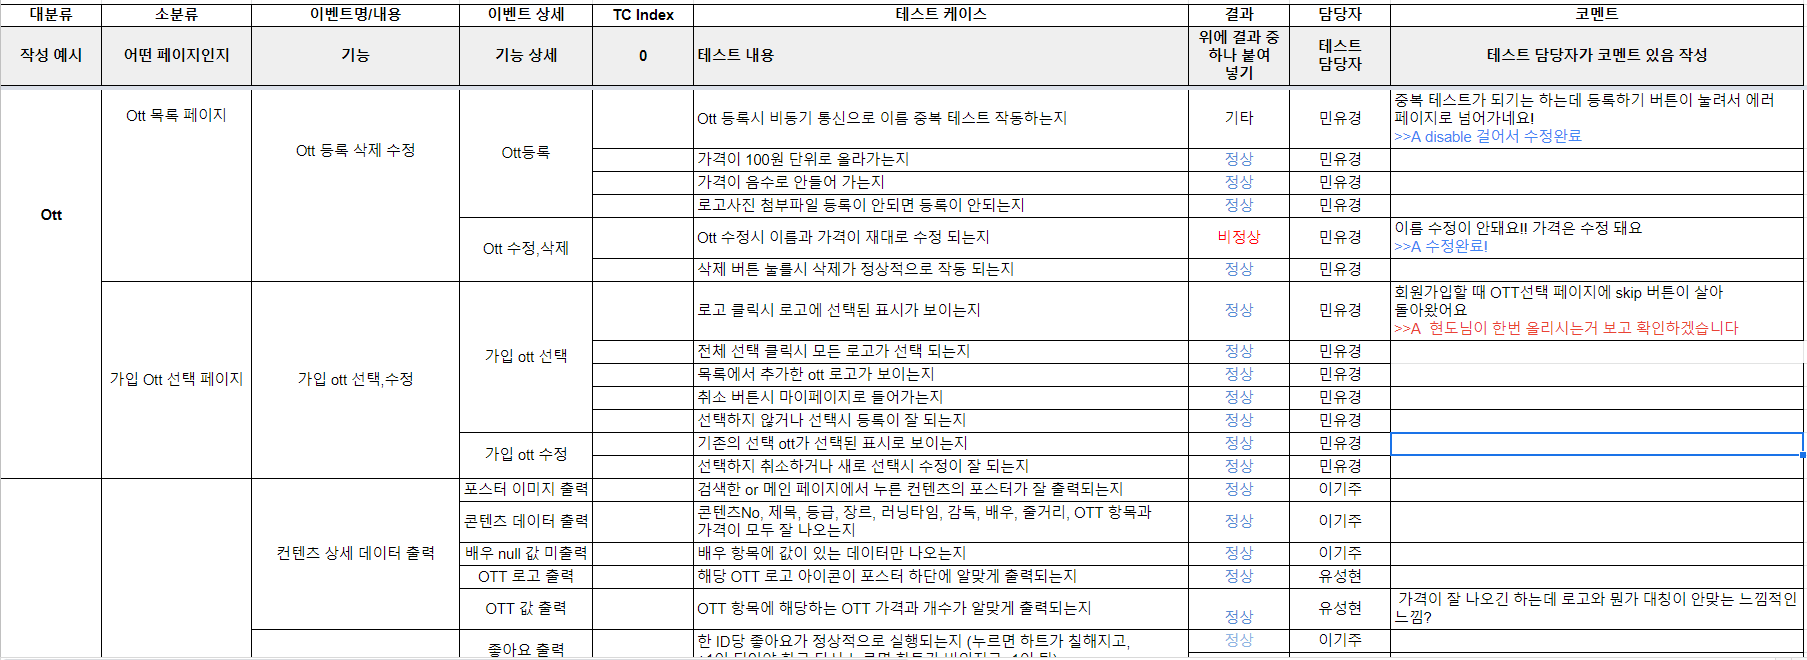 대분류 소분류 이벤트명/내용 이벤트 상세 TC Index 테스트 케이스 결과 담당자 코멘트
작성 예시 어떤 페이지인지 기능 기능 상세 0 테스트 내용 위에 결과 중 하나 붙여 넣기 테스트 담당자 테스트 담당자가 코멘트 있음 작성
Ott
Ott 목록 페이지
Ott 등록 삭제 수정
Ott등록
Ott 등록시 비동기 통신으로 이름 중복 테스트 작동하는지 기타 민유경
중복 테스트가 되기는 하는데 등록하기 버튼이 눌려서 에러
페이지로 넘어가네요!
>>A disable 걸어서 수정완료
가격이 100원 단위로 올라가는지 정상 민유경
가격이 음수로 안들어 가는지 정상 민유경
로고사진 첨부파일 등록이 안되면 등록이 안되는지 정상 민유경
Ott 수정,삭제
Ott 수정시 이름과 가격이 재대로 수정 되는지 비정상 민유경
이름 수정이 안돼요!! 가격은 수정 돼요
>>A 수정완료!
삭제 버튼 눌를시 삭제가 정상적으로 작동 되는지 정상 민유경
가입 Ott 선택 페이지
가입 ott 선택,수정
가입 ott 선택
로고 클릭시 로고에 선택된 표시가 보이는지 정상 민유경
회원가입할 때 OTT선택 페이지에 skip 버튼이 살아
돌아왔어요
>>A 현도님이 한번 올리시는거 보고 확인하겠습니다
전체 선택 클릭시 모든 로고가 선택 되는지 정상 민유경
목록에서 추가한 ott 로고가 보이는지 정상 민유경
취소 버튼시 마이페이지로 들어가는지 정상 민유경
선택하지 않거나 선택시 등록이 잘 되는지 정상 민유경
가입 ott 수정
기존의 선택 ott가 선택된 표시로 보이는지 정상 민유경
선택하지 취소하거나 새로 선택시 수정이 잘 되는지 정상 민유경
컨텐츠 상세 데이터 출력
포스터 이미지 출력 검색한 or 메인 페이지에서 누른 컨텐츠의 포스터가 잘 출력되는지 정상 이기주
콘텐츠 데이터 출력
콘텐츠No, 제목, 등급, 장르, 러닝타임, 감독, 배우, 줄거리, OTT 항목과
가격이 모두 잘 나오는지
정상 이기주
배우 null 값 미출력 배우 항목에 값이 있는 데이터만 나오는지 정상 이기주
OTT 로고 출력 해당 OTT 로고 아이콘이 포스터 하단에 알맞게 출력되는지 정상 유성현
OTT 값 출력 OTT 항목에 해당하는 OTT 가격과 개수가 알맞게 출력되는지 정상 유성현
가격이 잘 나오긴 하는데 로고와 뭔가 대칭이 안맞는 느낌적인
느낌?
좋아요 출력 한 ID당 좋아요가 정상적으로 실행되는지 (누르면 하트가 칠해지고, 정상 이기주